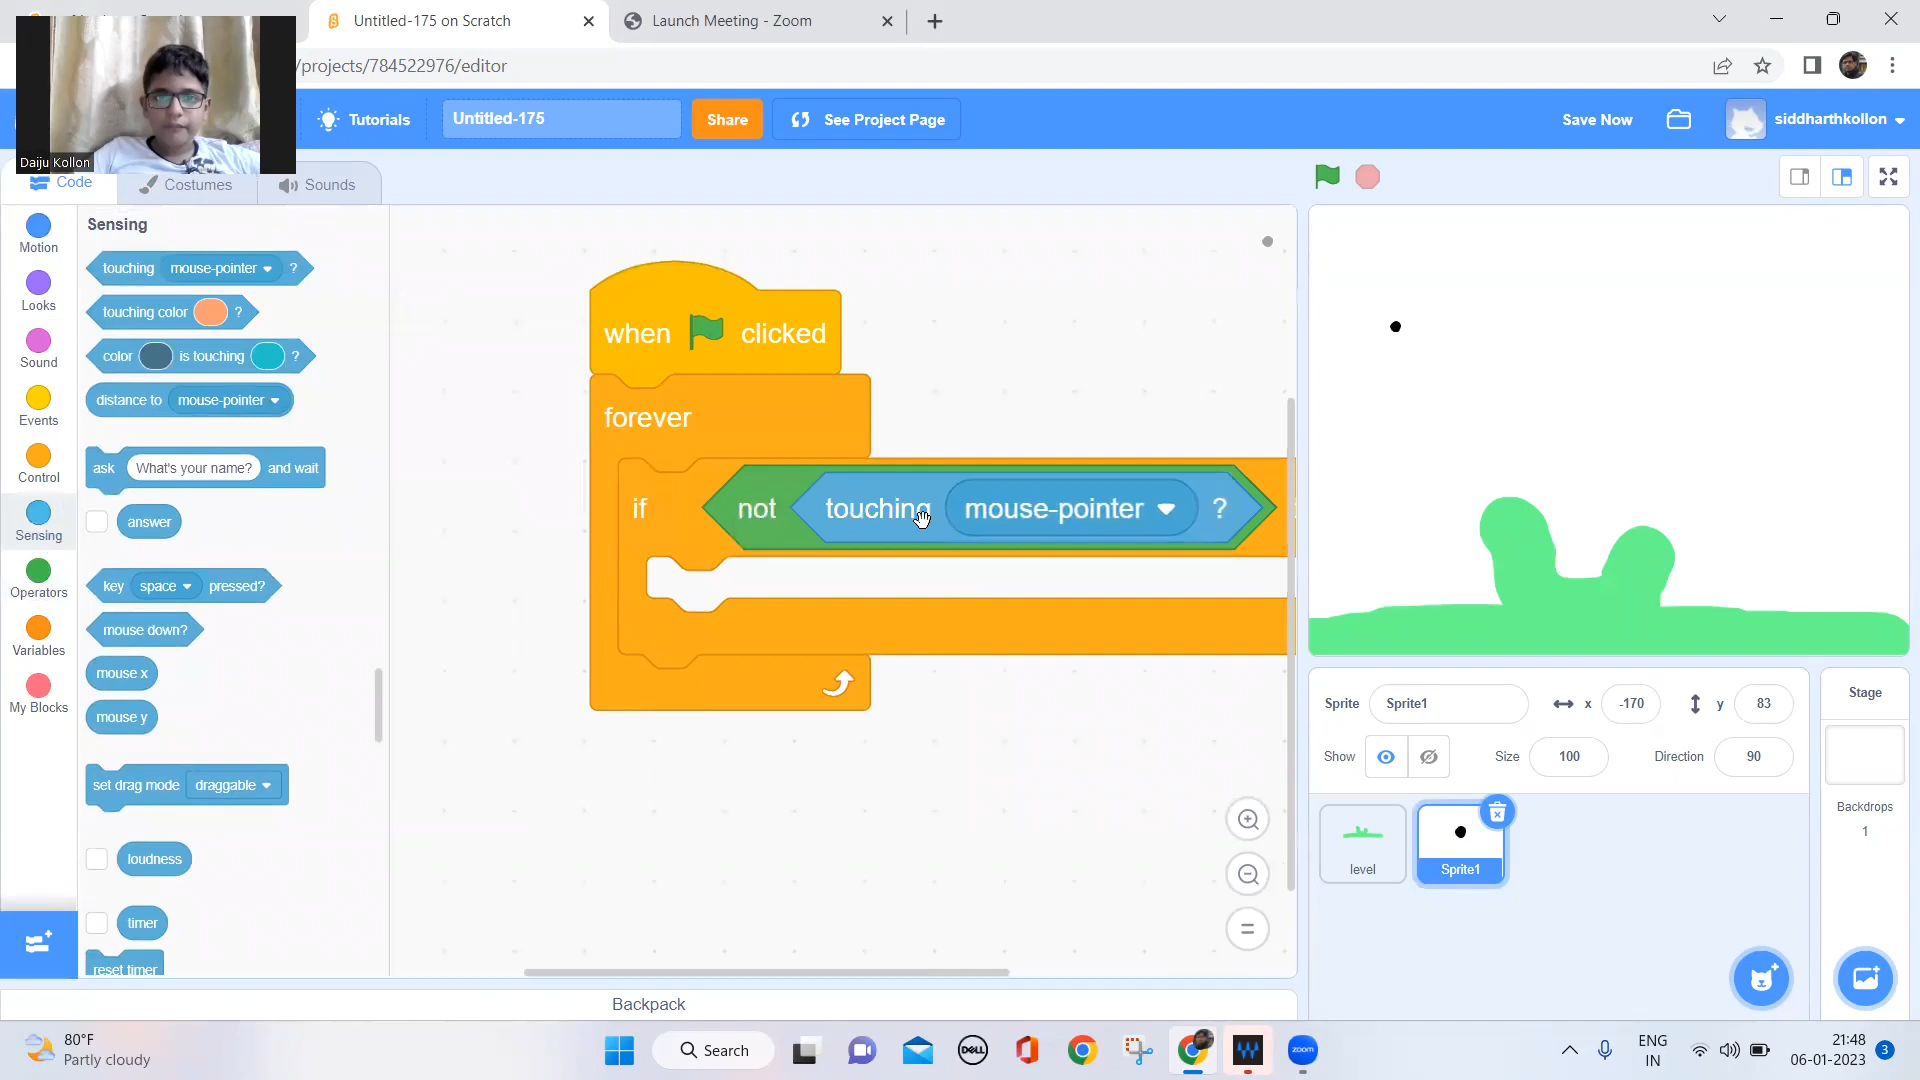 Untitled-175 on Scratch
Launch Meeting - Zoom
/projects/784522976/editor
Daiju Kollon
Tutorials
Untitled-175
Share
See Project Page
Save Now
siddharthkollon
Code
Costumes
Sounds
Motion
Looks
Sound
Events
Control
Sensing
Operators
Variables
My Blocks
Sensing
touching mouse-pointer ?
touching color ?
color is touching ?
distance to mouse-pointer
ask What's your name? and wait
answer
key space pressed?
mouse down?
mouse x
mouse y
set drag mode draggable
loudness
timer
reset timer
when clicked
forever
if not touching mouse-pointer ?
Sprite Sprite1 x -170 y 83
Show Size 100 Direction 90
level
Sprite1
Stage
Backdrops
1
Backpack
80°F
Partly cloudy
Search
DELL
zoom
ENG
IN
21:48
06-01-2023
3